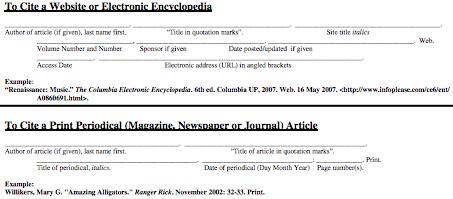 To Cite a Website or Electronic Encyclopedia
Author of article (if given), last name first. "Title in quotation marks". Site title italics
. Web.
Volume Number and Number Sponsor if given Date posted/updated if given
Access Date Electronic address (URL) in angled brackets
Example:
"Renaissance: Music." The Columbia Electronic Encyclopedia. 6th ed. Columbia UP, 2007. Web. 16 May 2007. <http://www.infoplease.com/ce6/ent/
A0860691.html>.
To Cite a Print Periodical (Magazine, Newspaper or Journal) Article
Author of article (if given), last name first. "Title of article in quotation marks".
: . Print.
Title of periodical, italics. Date of periodical (Day Month Year) Page number(s).
Example:
Willikers, Mary G. "Amazing Alligators." Ranger Rick. November 2002: 32-33. Print.